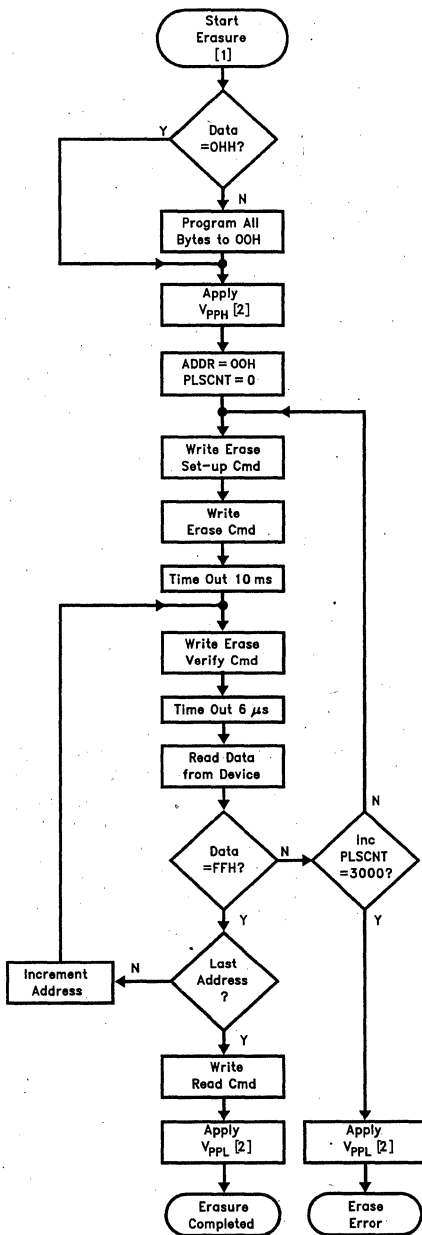 Start
Erasure
[1]
Y
Data
=0HH?
N
Program All
Bytes to 00H
Apply
VPPH [2]
ADDR = 00H
PLSCNT = 0
Write Erase
Set-up Cmd
Write
Erase Cmd
Time Out 10 ms
Write Erase
Verify Cmd
Time Out 6 μs
Read Data
from Device
N
Data
=FFH?
N
Inc
PLSCNT
=3000?
Y
Y
Increment
Address
N
Last
Address
?
Y
Write
Read Cmd
Apply
VPPL [2]
Apply
VPPL [2]
Erasure
Completed
Erase
Error